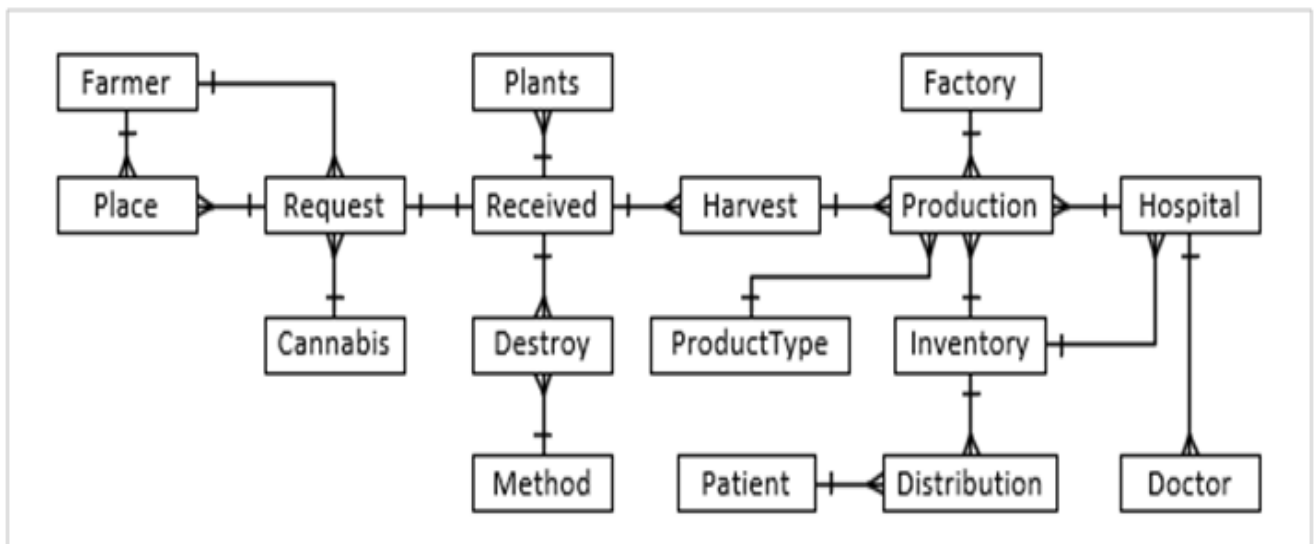 Farmer
Plants
Factory
Place
Request
Received
Harvest
Production
Hospital
Cannabis
Destroy
ProductType
Inventory
Method
Patient
Distribution
Doctor